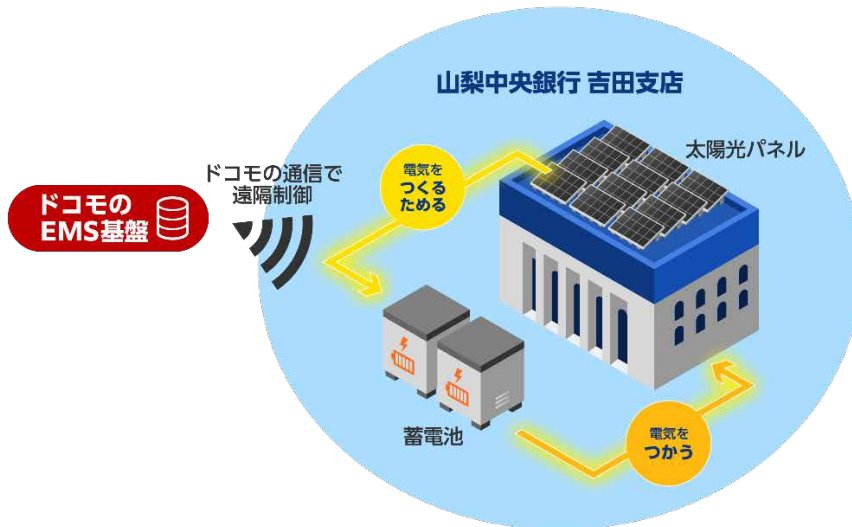 山梨中央銀行 吉田支店
太陽光パネル
ドコモの通信で
遠隔制御
電気を
つくる
ためる
ドコモの
EMS基盤
蓄電池
電気を
つかう